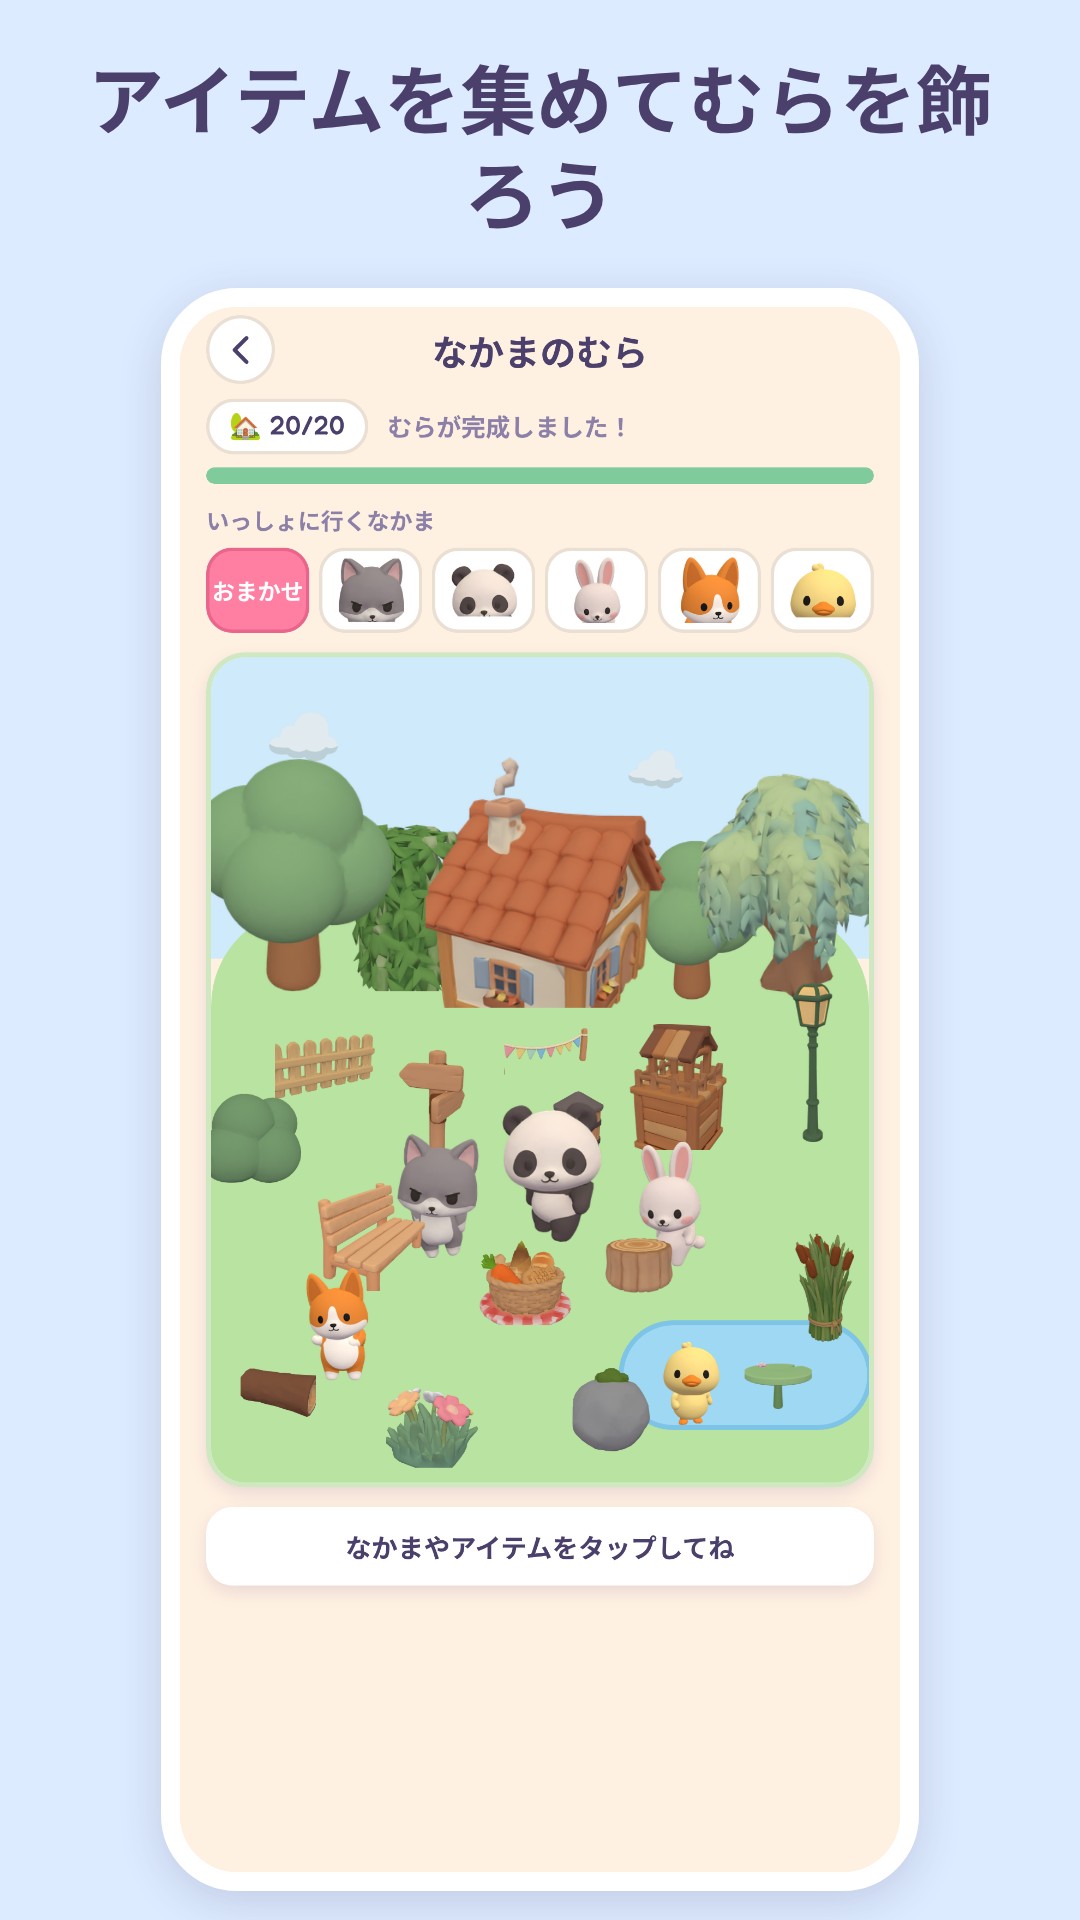 アイテムを集めてむらを飾
ろう
なかまのむら
20/20 むらが完成しました！
いっしょに行くなかま
おまかせ
なかまやアイテムをタップしてね